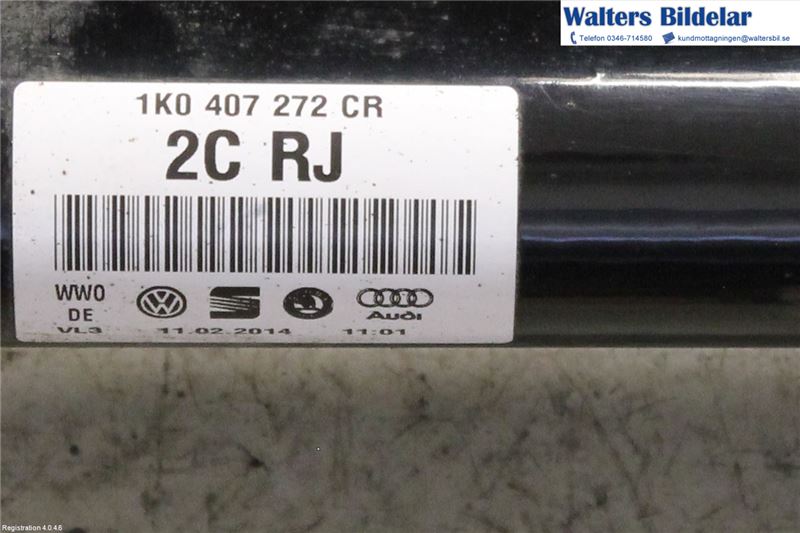 Walters Bildelar
Telefon 0346-714580 kundmottagningen@waltersbil.se
1K0 407 272 CR
2C RJ
WWO
DE
Audi
VL3 11.02.2014 11:01
Registration 4.0.4.6